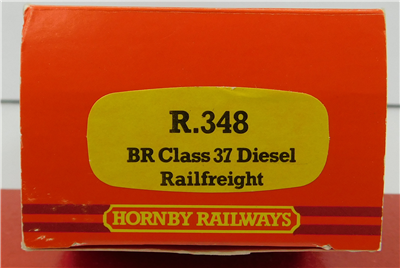 R.348
BR Class 37 Diesel
Railfreight
HORNBY RAILWAYS